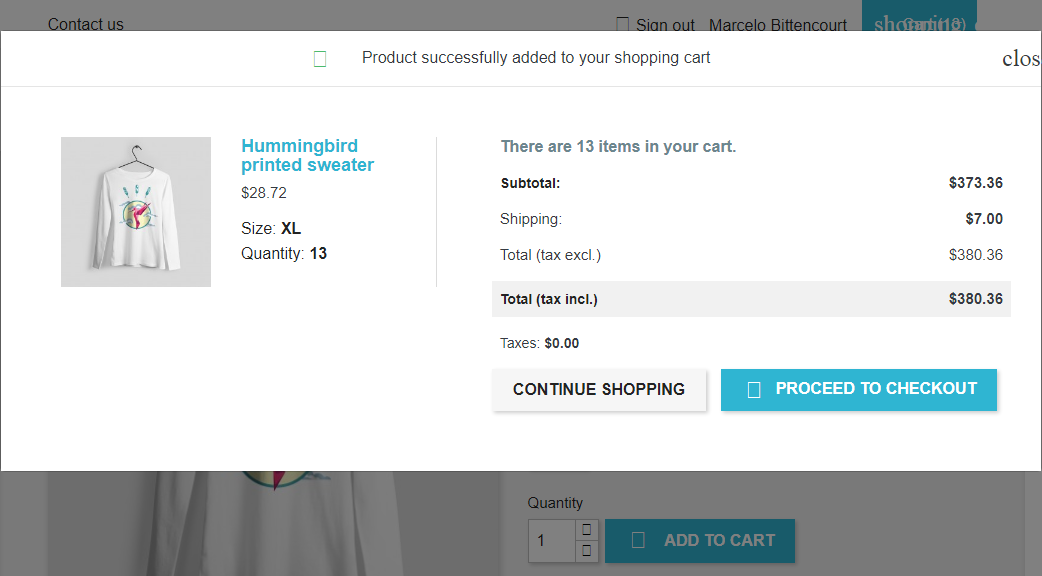 Contact us
Sign out Marcelo Bittencourt
Product successfully added to your shopping cart
clos
Hummingbird
printed sweater
$28.72
Size: XL
Quantity: 13
There are 13 items in your cart.
Subtotal: $373.36
Shipping: $7.00
Total (tax excl.) $380.36
Total (tax incl.) $380.36
Taxes: $0.00
CONTINUE SHOPPING
PROCEED TO CHECKOUT
Quantity
1
ADD TO CART